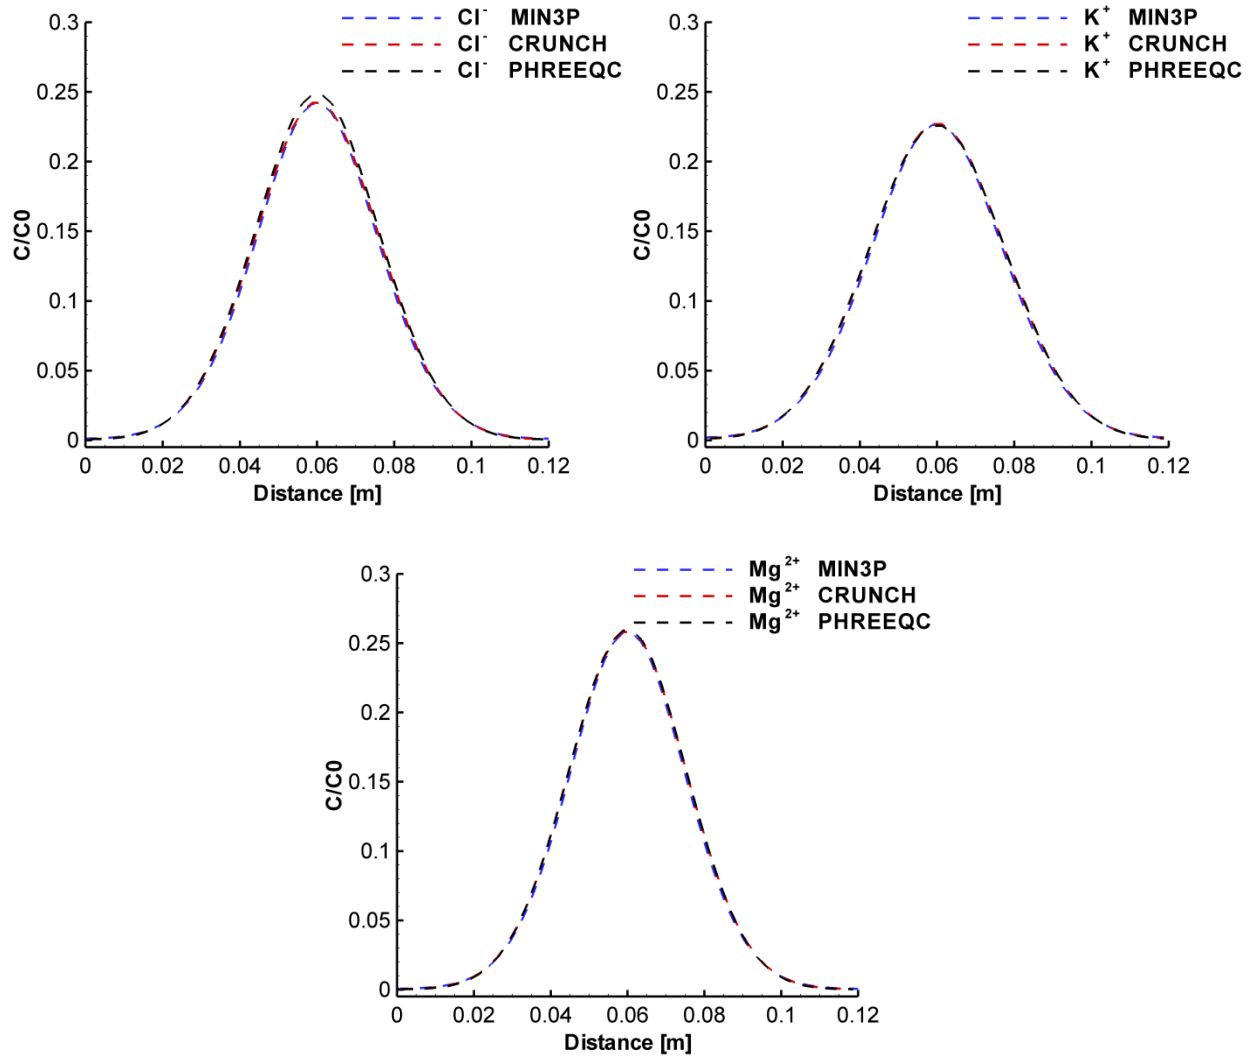 Cl⁻ MIN3P
Cl⁻ CRUNCH
Cl⁻ PHREEQC
0.3
0.25
0.2
0.15
0.1
0.05
0
C/C0
0 0.02 0.04 0.06 0.08 0.1 0.12
Distance [m]
K⁺ MIN3P
K⁺ CRUNCH
K⁺ PHREEQC
0.3
0.25
0.2
0.15
0.1
0.05
0
C/C0
0 0.02 0.04 0.06 0.08 0.1 0.12
Distance [m]
Mg²⁺ MIN3P
Mg²⁺ CRUNCH
Mg²⁺ PHREEQC
0.3
0.25
0.2
0.15
0.1
0.05
0
C/C0
0 0.02 0.04 0.06 0.08 0.1 0.12
Distance [m]